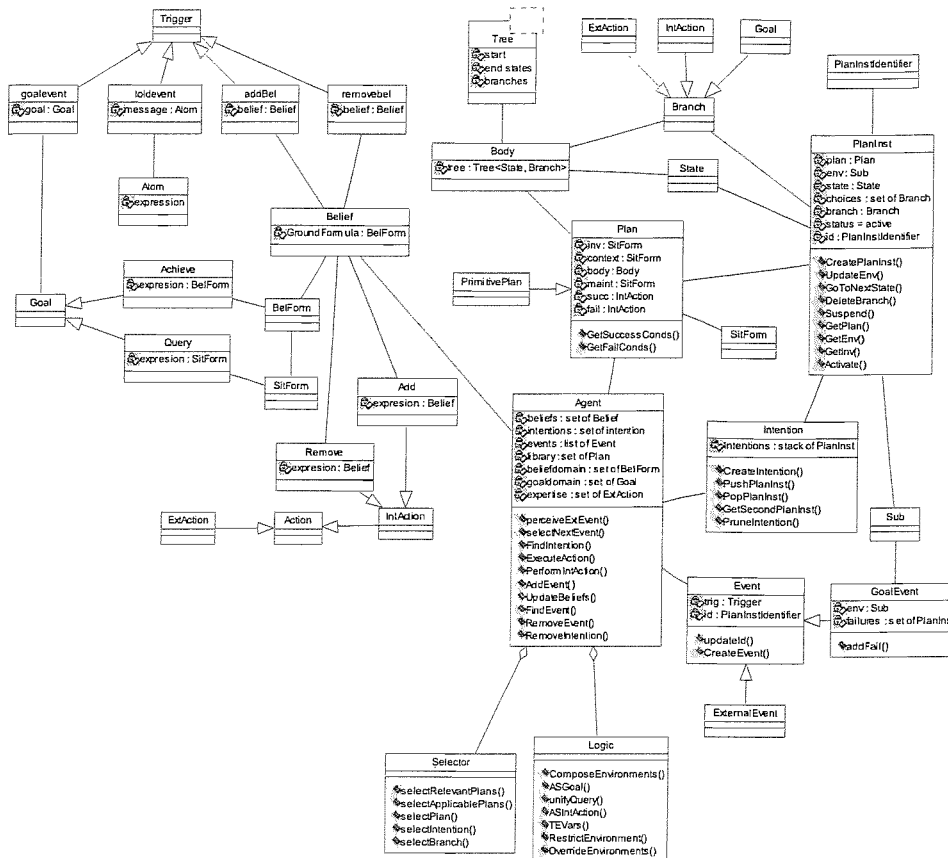 Trigger
goalevent
goal : Goal
toldevent
message : Atom
addBel
belief : Belief
removebel
belief : Belief
Atom
expression
Tree
start
end states
branches
ExAction
IntAction
Goal
Branch
PlanInstIdentifier
Body
tree : Tree<State, Branch>
State
PlanInst
plan : Plan
env : Sub
state : State
choices : set of Branch
branch : Branch
status = active
id : PlanInstIdentifier
CreatePlanInst()
UpdateEnv()
GoToNextState()
DeleteBranch()
Suspend()
GetPlan()
GetEnv()
GetInv()
Activate()
Belief
GroundFormula : BelForm
Plan
inv : SitForm
context : SitForm
body : Body
maint : SitForm
succ : IntAction
fail : IntAction
GetSuccessConds()
GetFailConds()
PrimitivePlan
SitForm
Achieve
expresion : BelForm
Goal
BelForm
Query
expresion : SitForm
SitForm
Add
expresion : Belief
Remove
expresion : Belief
ExtAction
Action
IntAction
Agent
beliefs : set of Belief
intentions : set of intention
events : list of Event
library : set of Plan
beliefdomain : set of BelForm
goaldomain : set of Goal
expertise : set of ExAction
perceiveExEvent()
selectNextEvent()
FindIntention()
ExecuteAction()
PerformIntAction()
AddEvent()
UpdateBeliefs()
FindEvent()
RemoveEvent()
RemoveIntention()
Intention
intentions : stack of PlanInst
CreateIntention()
PushPlanInst()
PopPlanInst()
GetSecondPlanInst()
PruneIntention()
Sub
Event
trig : Trigger
id : PlanInstIdentifier
updateId()
CreateEvent()
GoalEvent
env : Sub
failures : set of PlanInst
addFail()
ExternalEvent
Selector
selectRelevantPlans()
selectApplicablePlans()
selectPlan()
selectIntention()
selectBranch()
Logic
ComposeEnvironments()
ASGoal()
unifyQuery()
ASIntAction()
TEVars()
RestrictEnvironment()
OverrideEnvironments()